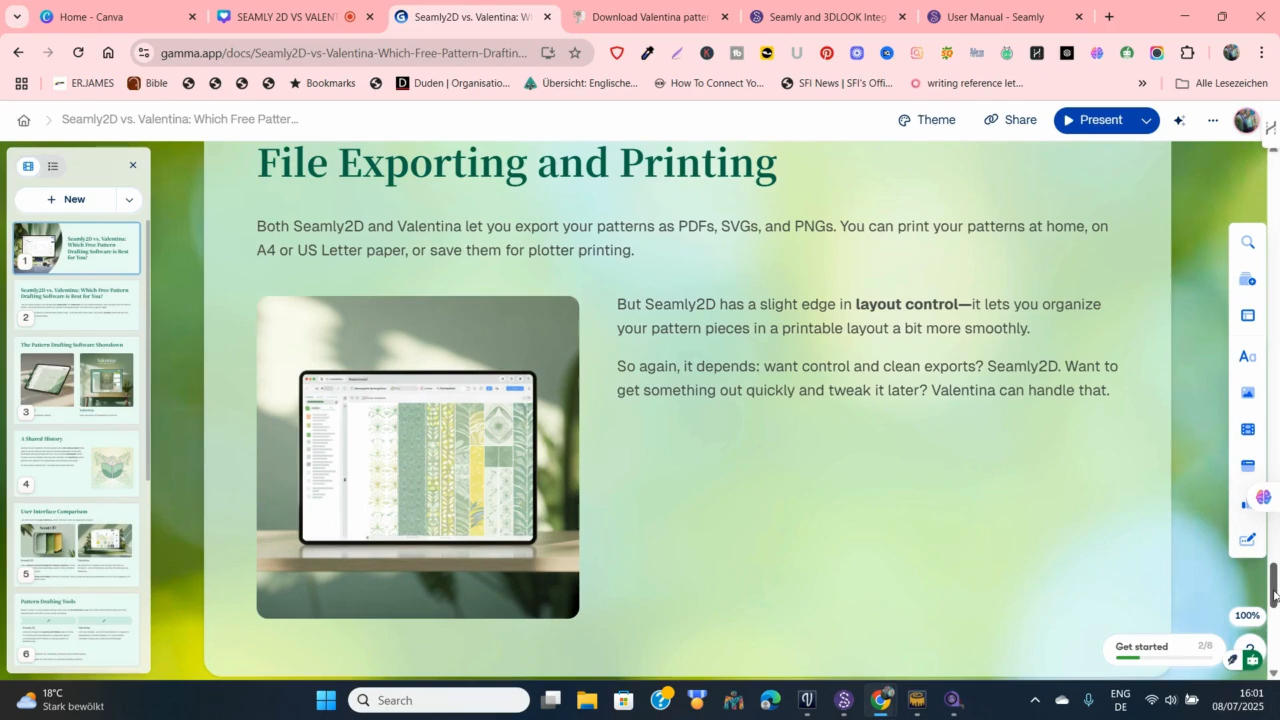 Home - Canva
SEAMLY 2D VS VALENT
Seamly2D vs. Valentina: Wh
Download Valentina patter
Seamly and 3DLOOK Integ
User Manual - Seamly
gamma.app/docs/Seamly2D-vs-Valentina-Which-Free-Pattern-Draftin...
ERJAMES
Bible
Bookmarks
Duden | Organisatio...
Übersicht: Englische...
How To Connect Yo...
SFI News | SFI's Offi...
writing reference let...
Alle Lesezeichen
Seamly2D vs. Valentina: Which Free Patter...
Theme
Share
Present
New
1
Seamly2D vs. Valentina: Which Free Pattern Drafting Software is Best for You?
2
Seamly2D vs. Valentina: Which Free Pattern Drafting Software is Best for You?
3
The Pattern Drafting Software Showdown
4
A Shared History
5
User Interface Comparison
6
Pattern Drafting Tools
File Exporting and Printing
Both Seamly2D and Valentina let you export your patterns as PDFs, SVGs, and PNGs. You can print your patterns at home, on
A4 or US Letter paper, or save them for plotter printing.
But Seamly2D has a slight edge in layout control—it lets you organize
your pattern pieces in a printable layout a bit more smoothly.
So again, it depends: want control and clean exports? Seamly2D. Want to
get something out quickly and tweak it later? Valentina can handle that.
Aa
100%
Get started 2/8
18°C
Stark bewölkt
Search
ENG
DE
16:01
08/07/2025